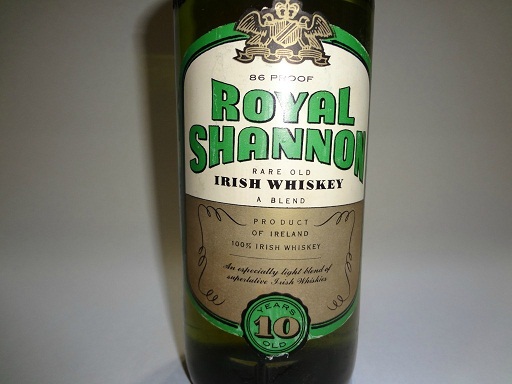 86 PROOF
ROYAL
SHANNON
RARE OLD
IRISH WHISKEY
A BLEND
PRODUCT
OF IRELAND
100% IRISH WHISKEY
An especially light blend of
superlative Irish Whiskies
YEARS
10
OLD